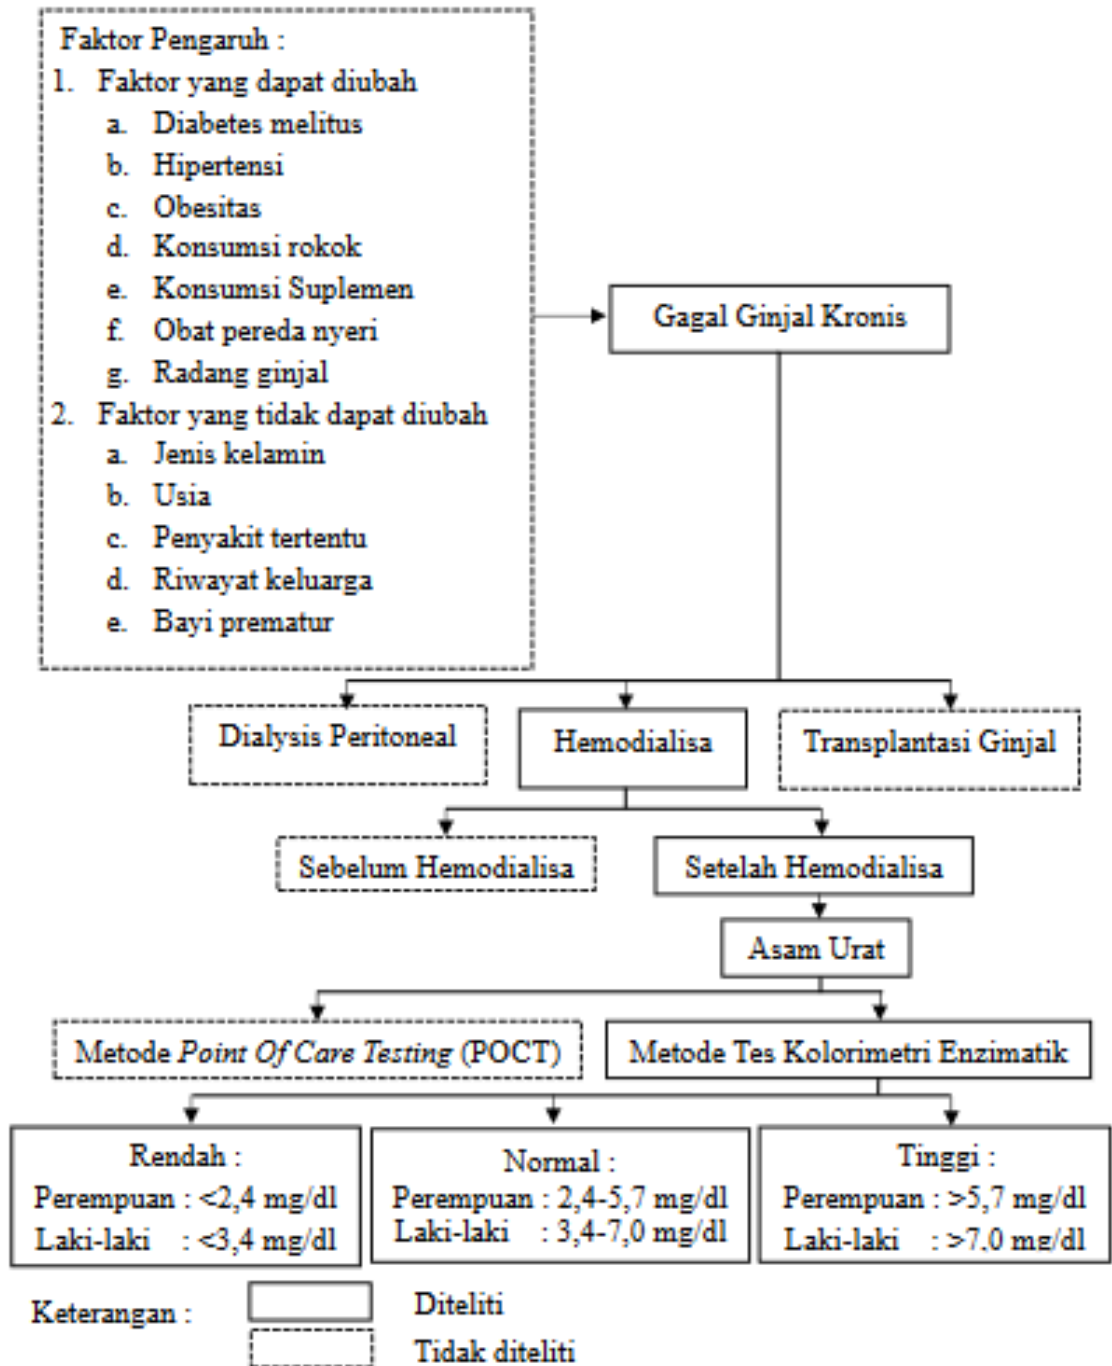 Faktor Pengaruh :
1. Faktor yang dapat diubah
a. Diabetes melitus
b. Hipertensi
c. Obesitas
d. Konsumsi rokok
e. Konsumsi Suplemen
f. Obat pereda nyeri
g. Radang ginjal
2. Faktor yang tidak dapat diubah
a. Jenis kelamin
b. Usia
c. Penyakit tertentu
d. Riwayat keluarga
e. Bayi prematur
Gagal Ginjal Kronis
Dialysis Peritoneal
Hemodialisa
Transplantasi Ginjal
Sebelum Hemodialisa
Setelah Hemodialisa
Asam Urat
Metode Point Of Care Testing (POCT)
Metode Tes Kolorimetri Enzimatik
Rendah :
Perempuan : <2,4 mg/dl
Laki-laki : <3,4 mg/dl
Normal :
Perempuan : 2,4-5,7 mg/dl
Laki-laki : 3,4-7,0 mg/dl
Tinggi :
Perempuan : >5,7 mg/dl
Laki-laki : >7,0 mg/dl
Keterangan :
Diteliti
Tidak diteliti